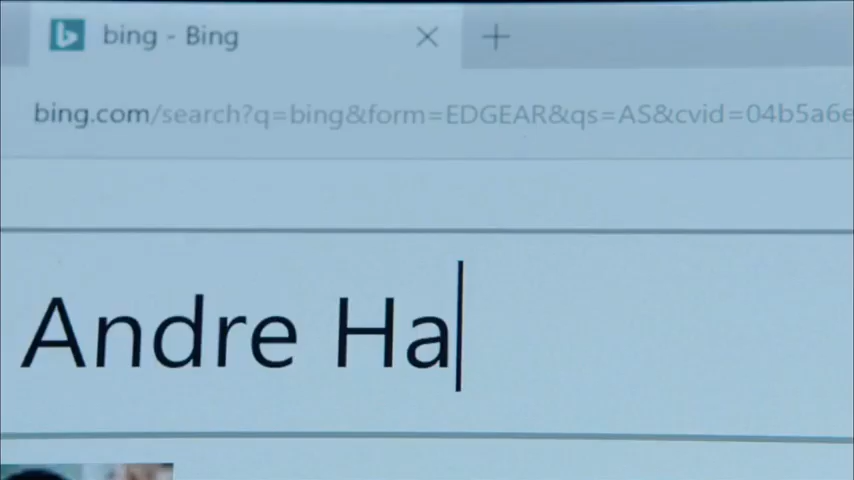 bing - Bing
bing.com/search?q=bing&form=EDGEAR&qs=AS&cvid=04b5a6e
Andre Ha